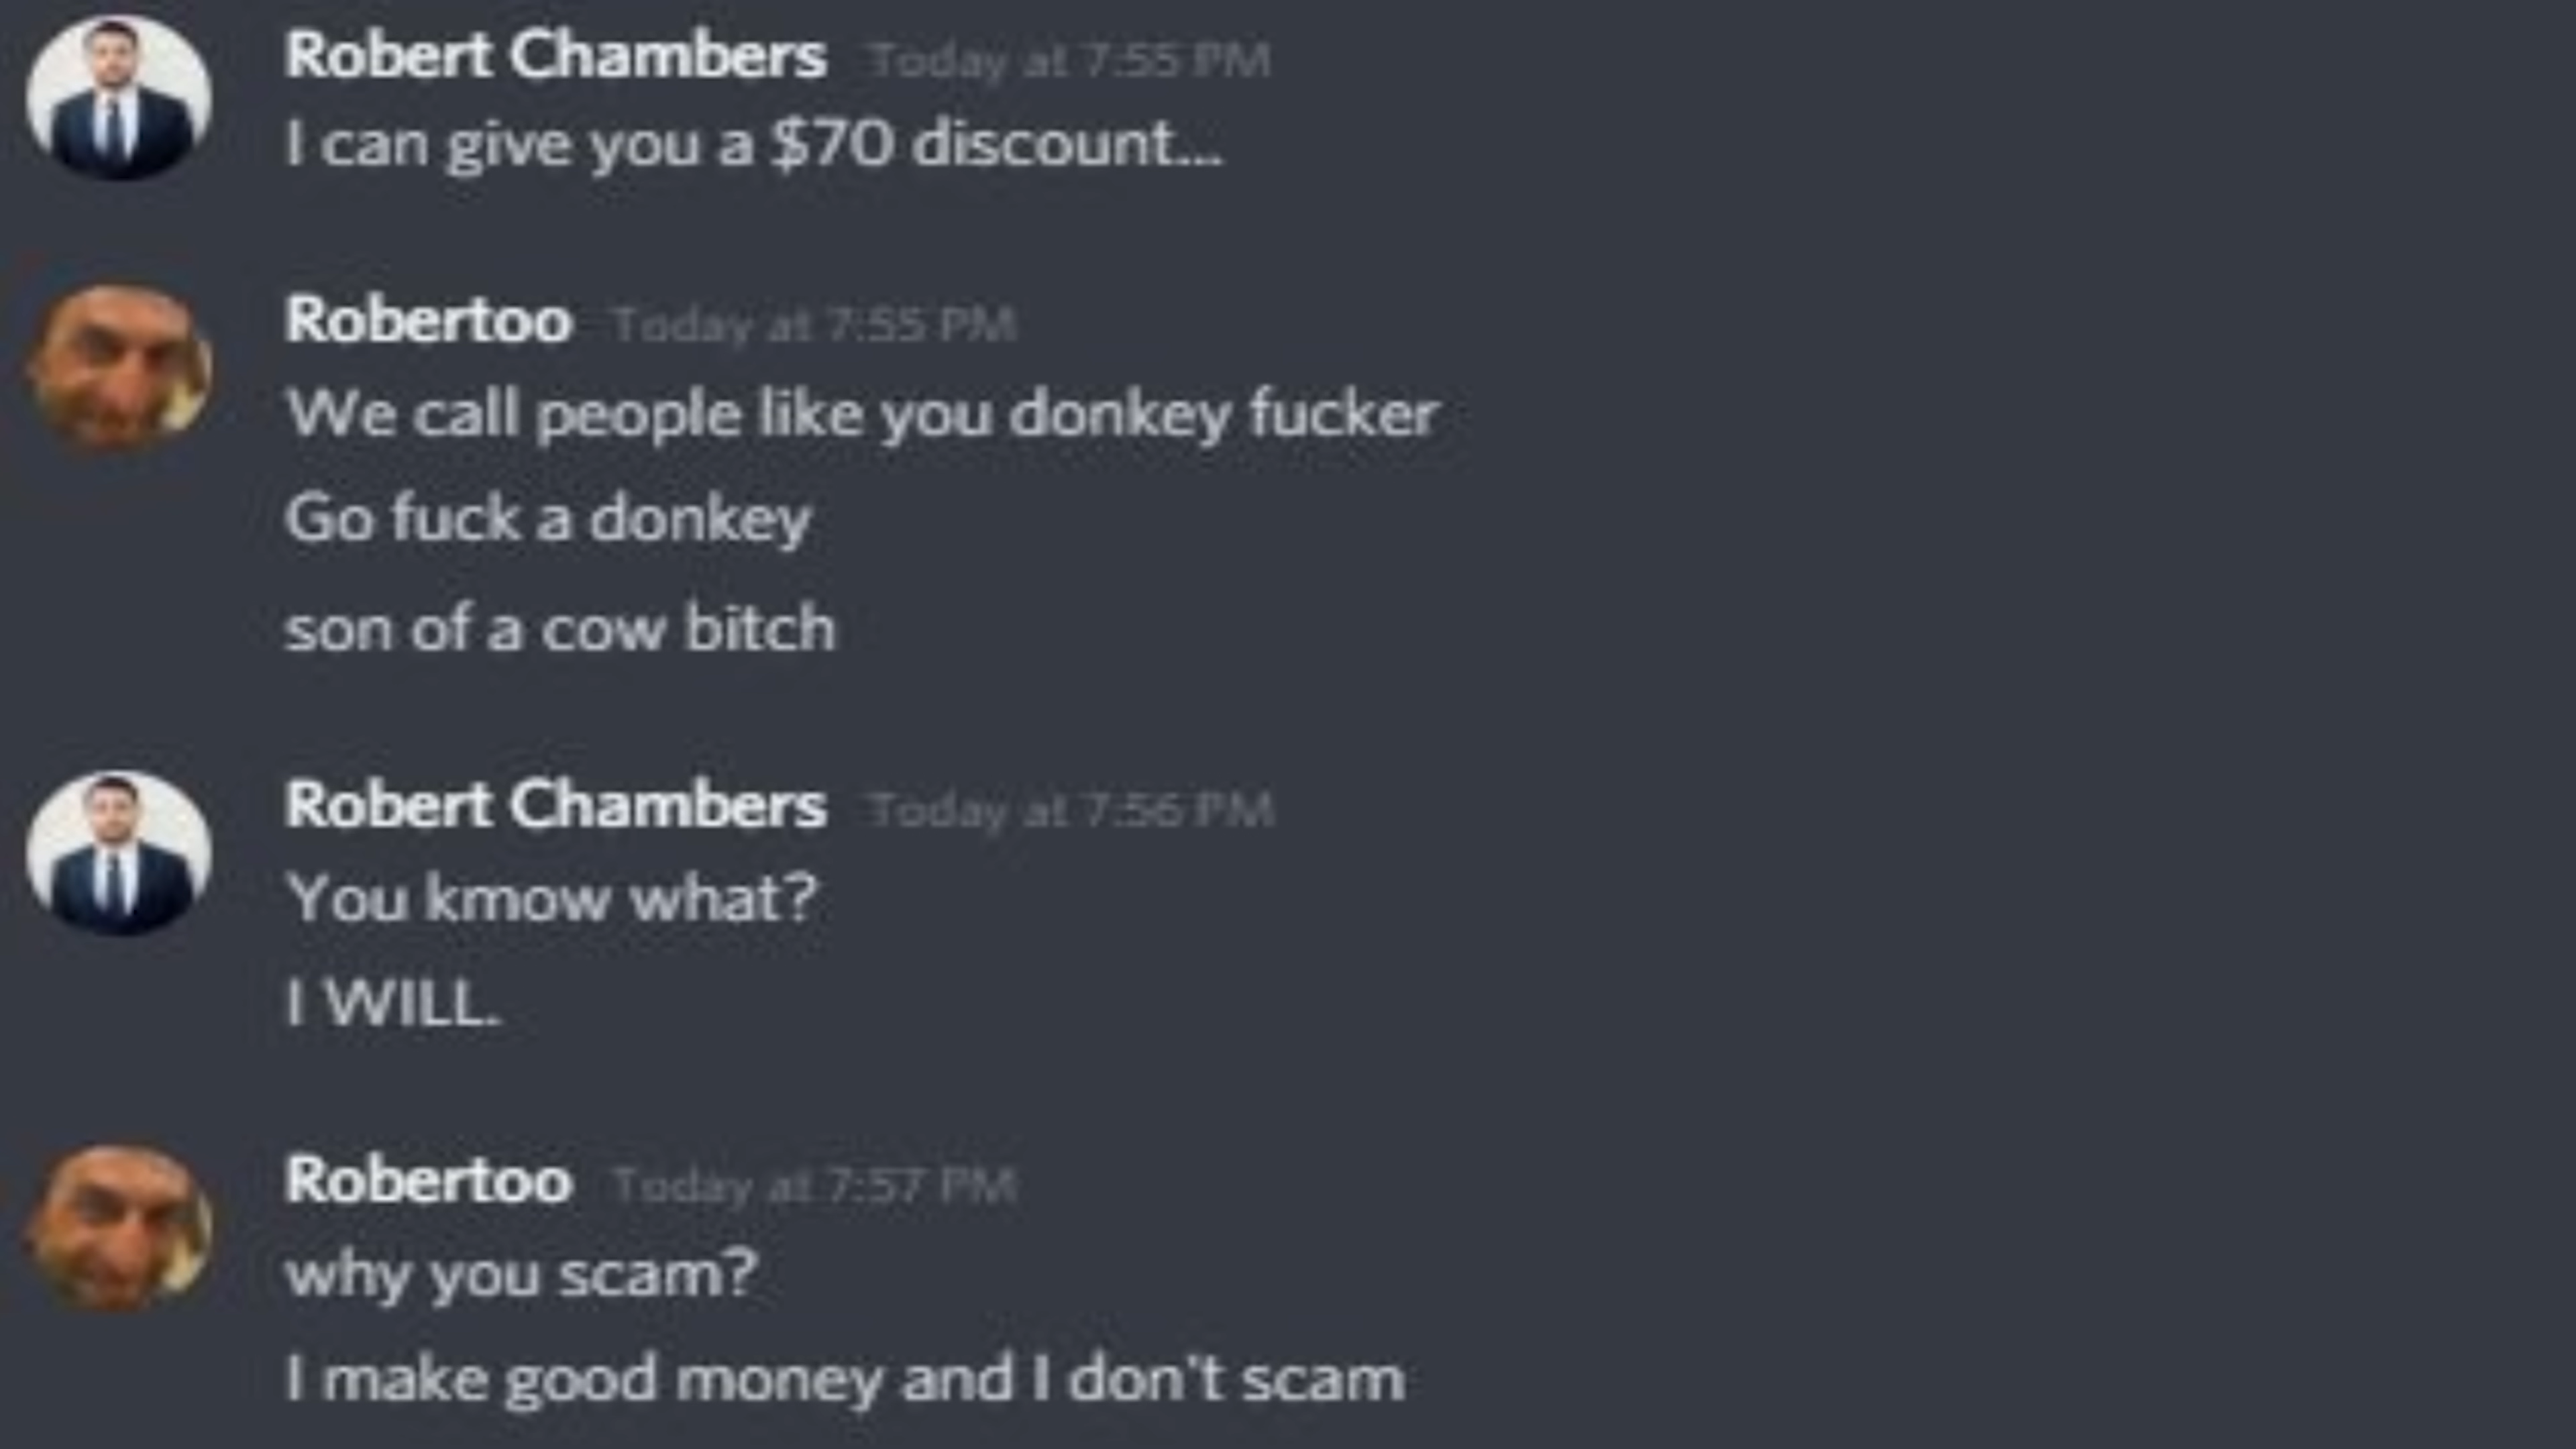 Robert Chambers Today at 7:55 PM
I can give you a $70 discount...
Robertoo Today at 7:55 PM
We call people like you donkey fucker
Go fuck a donkey
son of a cow bitch
Robert Chambers Today at 7:56 PM
You kmow what?
I WILL.
Robertoo Today at 7:57 PM
why you scam?
I make good money and I don't scam